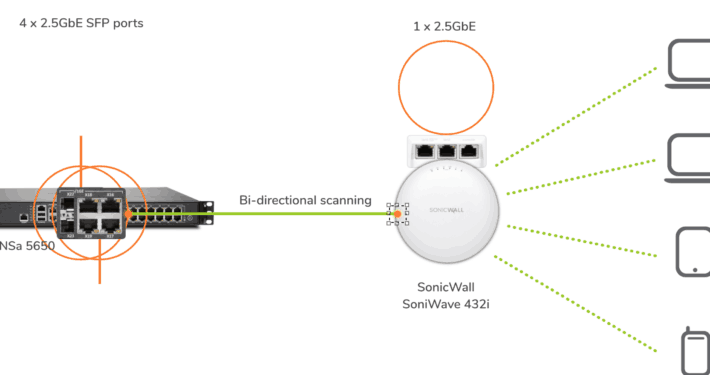 4 x 2.5GbE SFP ports
1 x 2.5GbE
Bi-directional scanning
SONICWALL
NSa 5650
SonicWall
SoniWave 432i